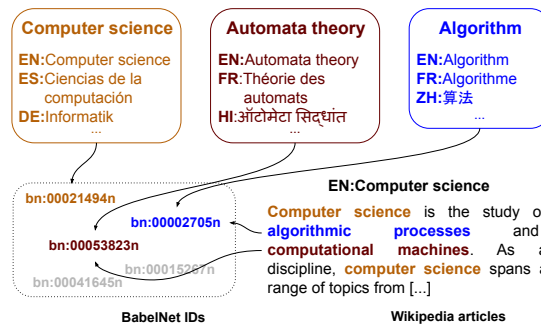 Computer science
EN:Computer science
ES:Ciencias de la
computación
DE:Informatik
...
Automata theory
EN:Automata theory
FR:Théorie des
automats
HI:ऑटोमेटा सिद्धांत
...
Algorithm
EN:Algorithm
FR:Algorithme
ZH:算法
...
bn:00021494n
bn:00002705n
bn:00053823n
bn:00015267n
bn:00041645n
BabelNet IDs
EN:Computer science
Computer science is the study o
algorithmic processes and
computational machines. As a
discipline, computer science spans a
range of topics from [...]
Wikipedia articles